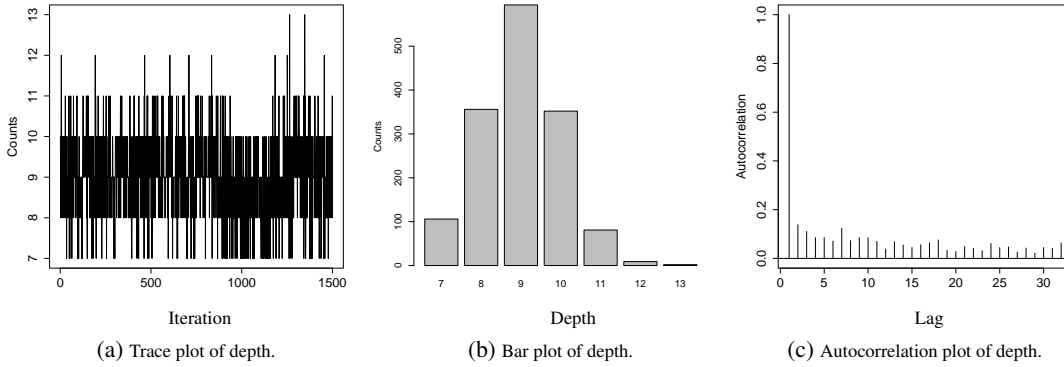 13
12
11
10
9
8
7
Counts
0
500
1000
1500
Iteration
(a) Trace plot of depth.
500
400
300
200
100
0
Counts
7 8 9 10 11 12 13
Depth
(b) Bar plot of depth.
1.0
0.8
0.6
0.4
0.2
0.0
Autocorrelation
0 5 10 15 20 25 30
Lag
(c) Autocorrelation plot of depth.